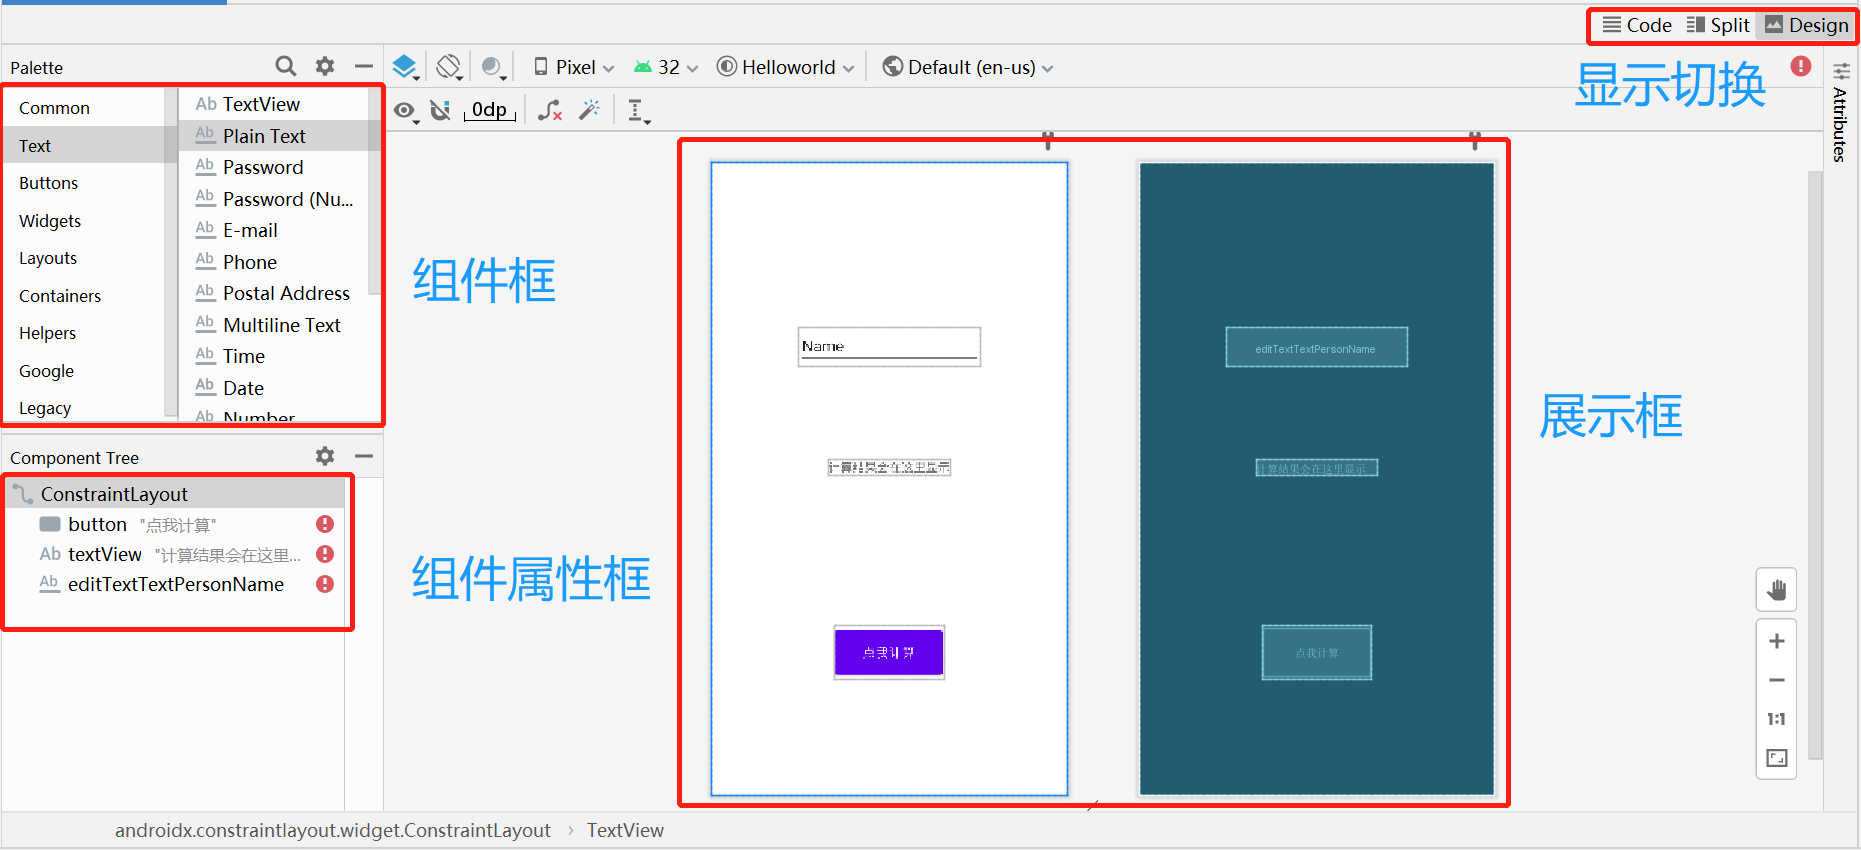 Code Split Design
Palette
Pixel 32 Helloworld Default (en-us)
显示切换
0dp
Attributes
Common
Text
Buttons
Widgets
Layouts
Containers
Helpers
Google
Legacy
Ab TextView
Ab Plain Text
Ab Password
Ab Password (Nu...
Ab E-mail
Ab Phone
Ab Postal Address
Ab Multiline Text
Ab Time
Ab Date
Ab Number
组件框
Name
计算结果会在这里显示
点我计算
editTextTextPersonName
计算结果会在这里显示
点我计算
展示框
Component Tree
ConstraintLayout
button "点我计算"
Ab textView "计算结果会在这里...
Ab editTextTextPersonName
组件属性框
1:1
androidx.constraintlayout.widget.ConstraintLayout › TextView